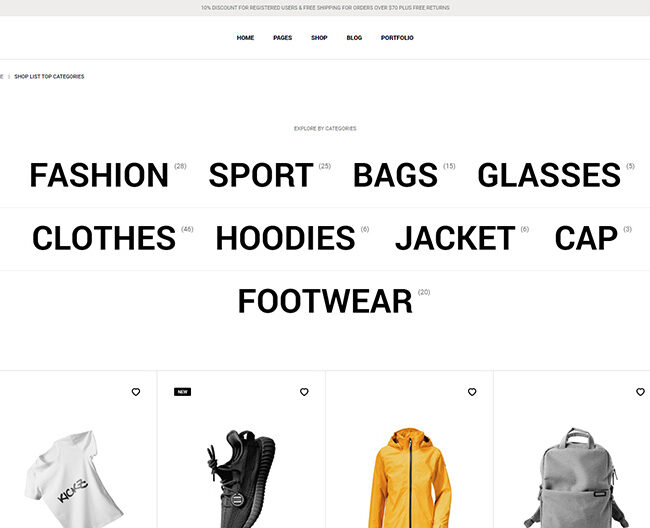 10% DISCOUNT FOR REGISTERED USERS & FREE SHIPPING FOR ORDERS OVER $70 PLUS FREE RETURNS
HOME PAGES SHOP BLOG PORTFOLIO
E | SHOP LIST TOP CATEGORIES
EXPLORE BY CATEGORIES
FASHION (28) SPORT (25) BAGS (15) GLASSES (5)
CLOTHES (46) HOODIES (6) JACKET (6) CAP (3)
FOOTWEAR (20)
NEW
KICKZ